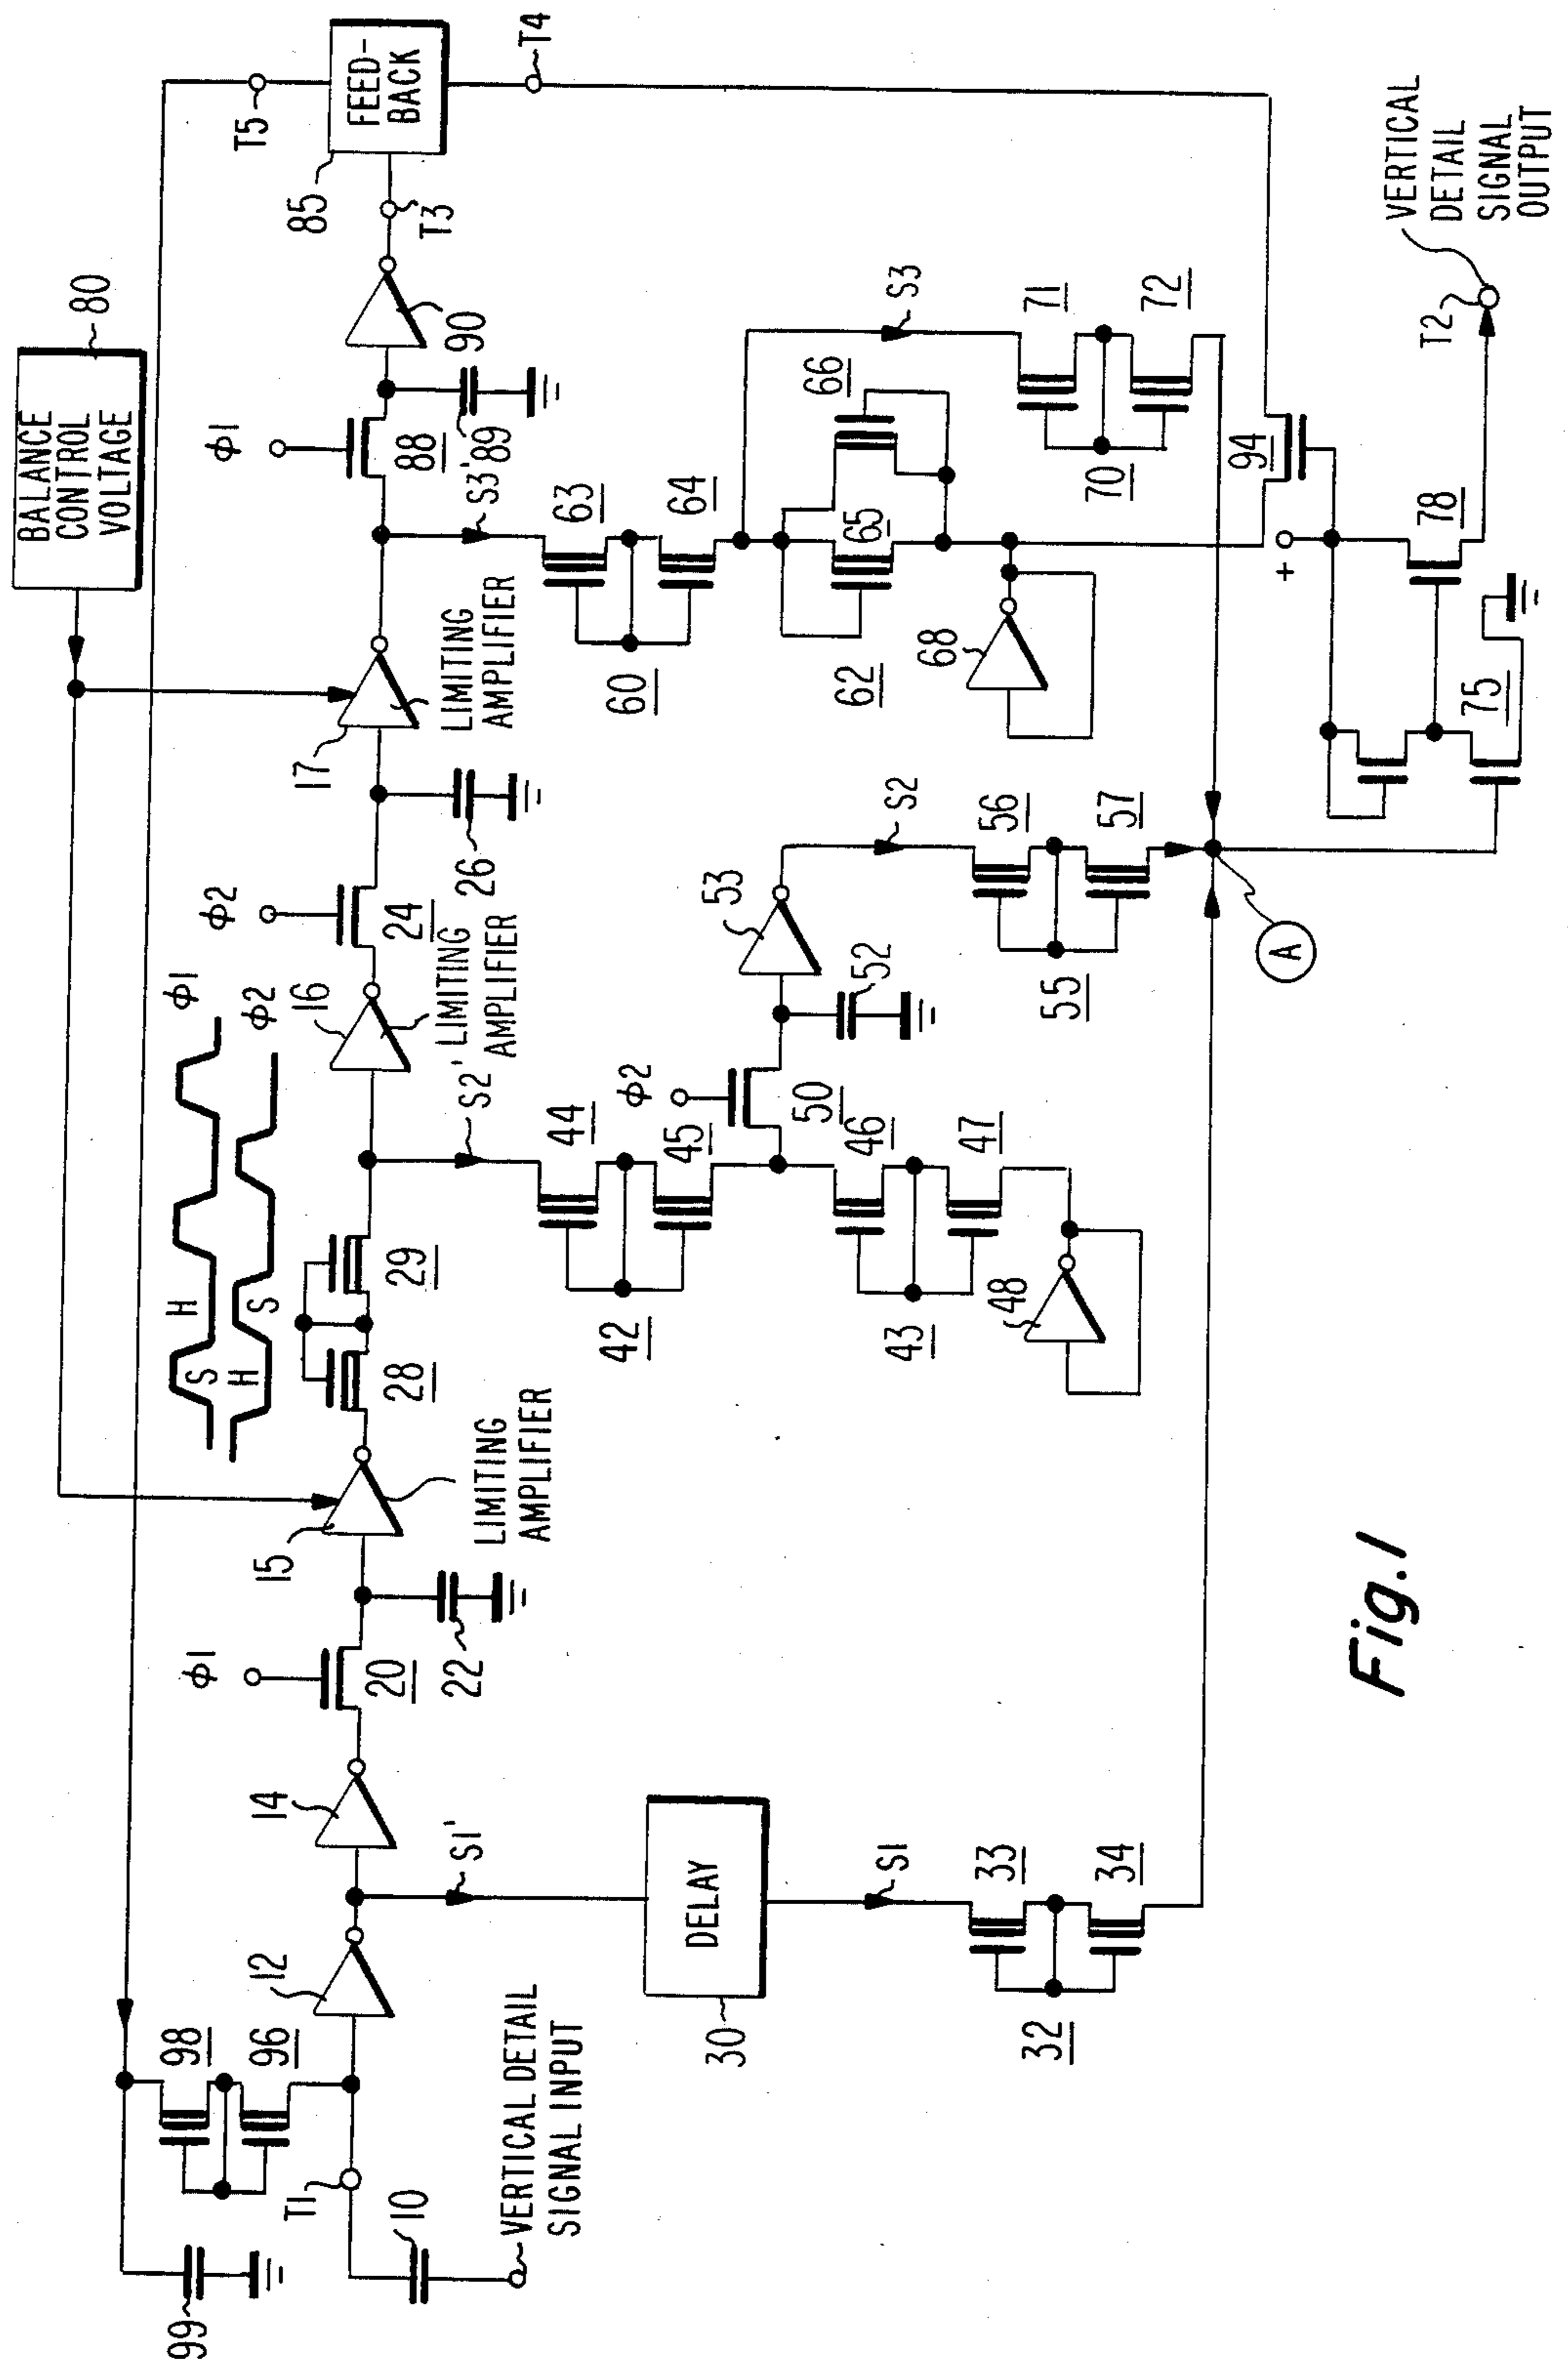 BALANCE
CONTROL
VOLTAGE
80
T5
FEED-
BACK
85
T4
T3
90
φ1
88
89
S3'
99
98
96
T1
10
VERTICAL DETAIL
SIGNAL INPUT
12
14
S1'
φ1
20
22
15
LIMITING
AMPLIFIER
φ1
φ2
S
H
H
S
28
29
16
LIMITING
AMPLIFIER
S2'
φ2
24
26
17
LIMITING
AMPLIFIER
DELAY
30
S1
32
33
34
42
44
45
43
46
47
48
φ2
50
52
53
S2
55
56
57
60
63
64
62
65
66
68
S3
70
71
72
A
94
+
75
78
T2
VERTICAL
DETAIL
SIGNAL
OUTPUT
Fig.1